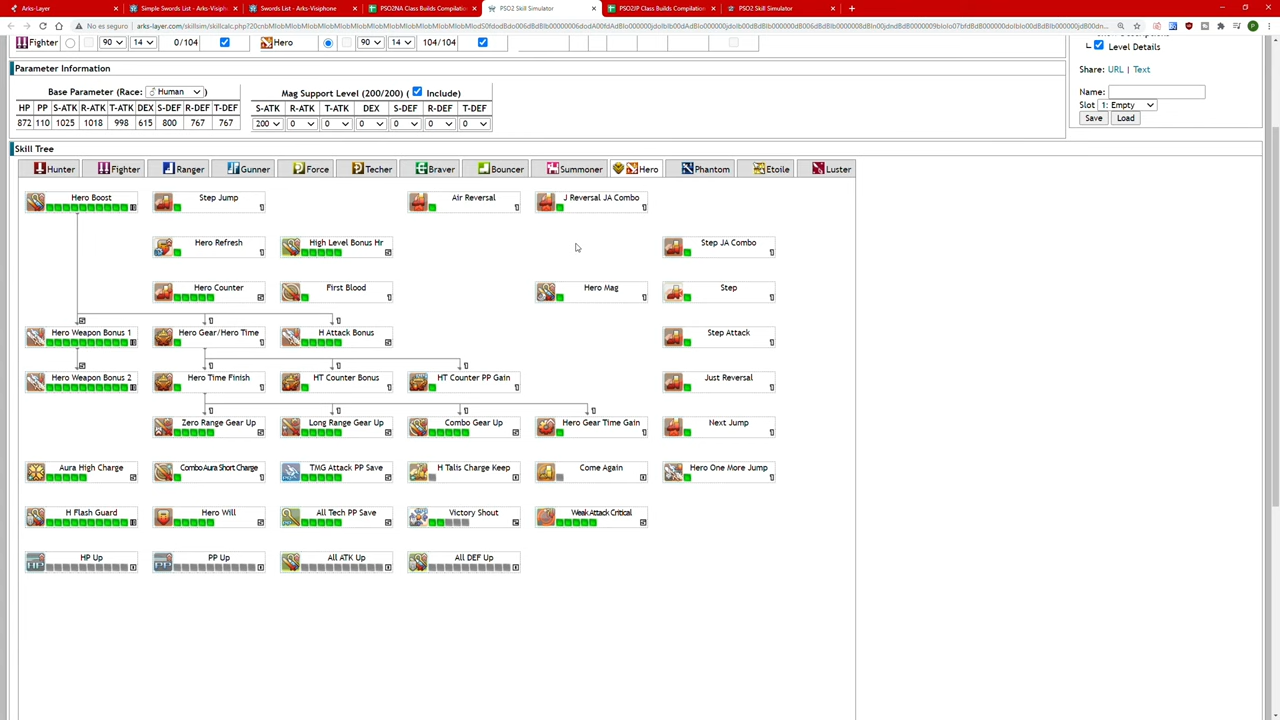 Arks-Layer
Simple Swords List - Arks-Visiph
Swords List - Arks-Visiphone
PSO2NA Class Builds Compilatio
PSO2 Skill Simulator
PSO2JP Class Builds Compilatio
PSO2 Skill Simulator
No es seguro
Fighter 90 14 0/104 Hero 90 14 104/104
Level Details
Parameter Information
Share: URL | Text
Base Parameter (Race: Human )
Mag Support Level (200/200) ( Include)
Name:
HP PP S-ATK R-ATK T-ATK DEX S-DEF R-DEF T-DEF
S-ATK R-ATK T-ATK DEX S-DEF R-DEF T-DEF
Slot 1: Empty
872 110 1025 1018 998 615 800 767 767
200 0 0 0 0 0 0
Save Load
Skill Tree
Hunter Fighter Ranger Gunner Force Techer Braver Bouncer Summoner Hero Phantom Etoile Luster
Hero Boost Step Jump Air Reversal J Reversal JA Combo
Hero Refresh High Level Bonus Hr Step JA Combo
Hero Counter First Blood Hero Mag Step
Hero Weapon Bonus 1 Hero Gear/Hero Time H Attack Bonus Step Attack
Hero Weapon Bonus 2 Hero Time Finish HT Counter Bonus HT Counter PP Gain Just Reversal
Zero Range Gear Up Long Range Gear Up Combo Gear Up Hero Gear Time Gain Next Jump
Aura High Charge Combo Aura Short Charge TMG Attack PP Save H Talis Charge Keep Come Again Hero One More Jump
H Flash Guard Hero Will All Tech PP Save Victory Shout Weak Attack Critical
HP Up PP Up All ATK Up All DEF Up